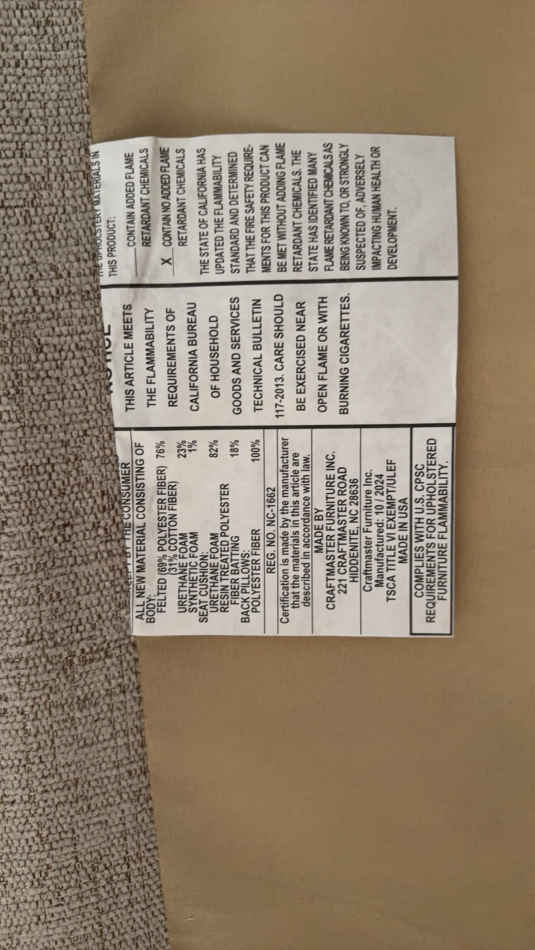 BY THE CONSUMER
ALL NEW MATERIAL CONSISTING OF
BODY:
FELTED (69% POLYESTER FIBER) 76%
(31% COTTON FIBER)
URETHANE FOAM 23%
SYNTHETIC FOAM 1%
SEAT CUSHION:
URETHANE FOAM 82%
RESIN TREATED POLYESTER
FIBER BATTING 18%
BACK PILLOWS:
POLYESTER FIBER 100%
REG. NO. NC-1662
Certification is made by the manufacturer
that the materials in this article are
described in accordance with law.
MADE BY
CRAFTMASTER FURNITURE INC.
221 CRAFTMASTER ROAD
HIDDENITE, NC 28636
Craftmaster Furniture Inc.
Manufactured: 10 / 2024
TSCA TITLE VI EXEMPT/ULEF
MADE IN USA
COMPLIES WITH U.S. CPSC
REQUIREMENTS FOR UPHOLSTERED
FURNITURE FLAMMABILITY.
NOTICE
THIS ARTICLE MEETS
THE FLAMMABILITY
REQUIREMENTS OF
CALIFORNIA BUREAU
OF HOUSEHOLD
GOODS AND SERVICES
TECHNICAL BULLETIN
117-2013. CARE SHOULD
BE EXERCISED NEAR
OPEN FLAME OR WITH
BURNING CIGARETTES.
UPHOLSTERY MATERIALS IN
THIS PRODUCT:
CONTAIN ADDED FLAME
RETARDANT CHEMICALS
X CONTAIN NO ADDED FLAME
RETARDANT CHEMICALS
THE STATE OF CALIFORNIA HAS
UPDATED THE FLAMMABILITY
STANDARD AND DETERMINED
THAT THE FIRE SAFETY REQUIRE-
MENTS FOR THIS PRODUCT CAN
BE MET WITHOUT ADDING FLAME
RETARDANT CHEMICALS. THE
STATE HAS IDENTIFIED MANY
FLAME RETARDANT CHEMICALS AS
BEING KNOWN TO, OR STRONGLY
SUSPECTED OF, ADVERSELY
IMPACTING HUMAN HEALTH OR
DEVELOPMENT.